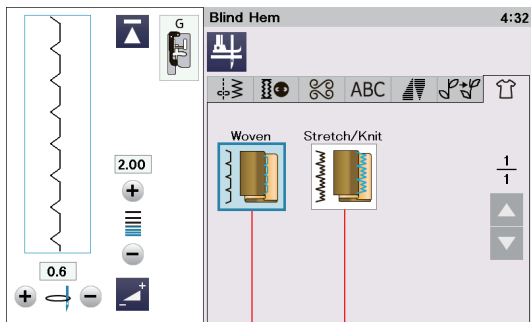 G
Blind Hem
4:32
ABC
Woven
Stretch/Knit
2.00
1
1
0.6